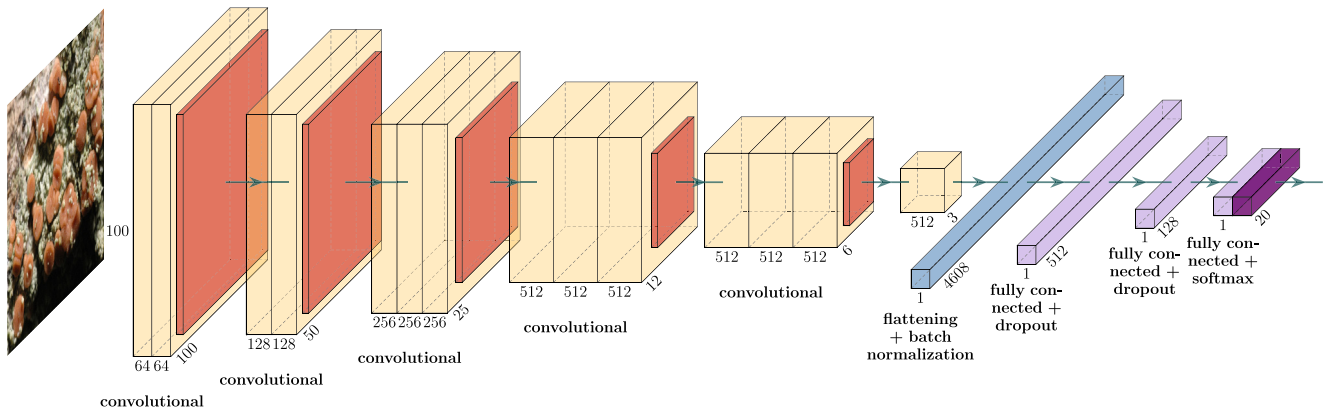 100
64 64
100
convolutional
128 128
50
convolutional
256 256 256
25
convolutional
512 512 512
12
convolutional
512 512 512
6
convolutional
512
3
1
4608
flattening
+ batch
normalization
1
512
fully con-
nected +
dropout
1
128
fully con-
nected +
dropout
1
20
fully con-
nected +
softmax